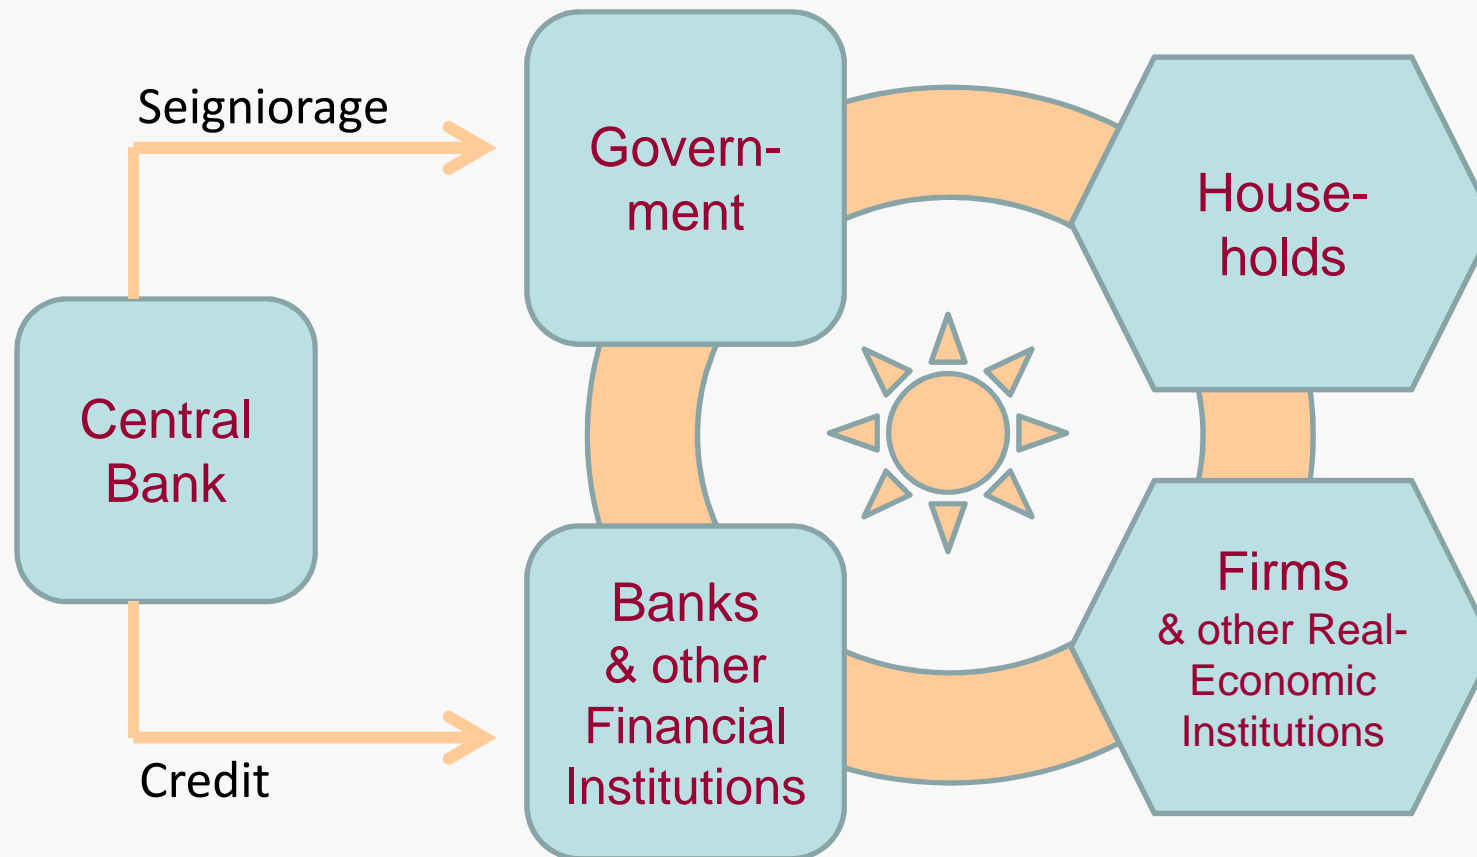 Seigniorage
Govern-
ment
House-
holds
Central
Bank
Banks
& other
Financial
Institutions
Firms
& other Real-
Economic
Institutions
Credit